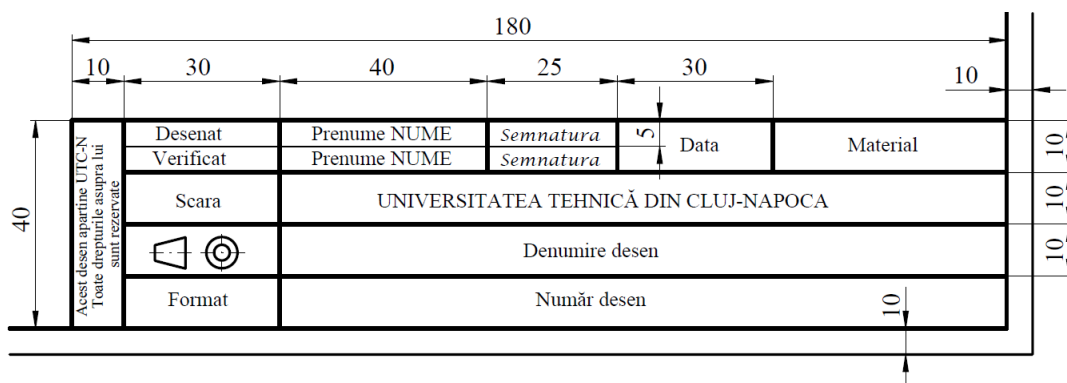 180
10 30 40 25 30 10
Desenat Prenume NUME Semnatura 5 Data Material 10
Verificat Prenume NUME Semnatura
Scara UNIVERSITATEA TEHNICĂ DIN CLUJ-NAPOCA 10
Denumire desen 10
Format Număr desen
40
Acest desen apartine UTC-N
Toate drepturile asupra lui
sunt rezervate
10